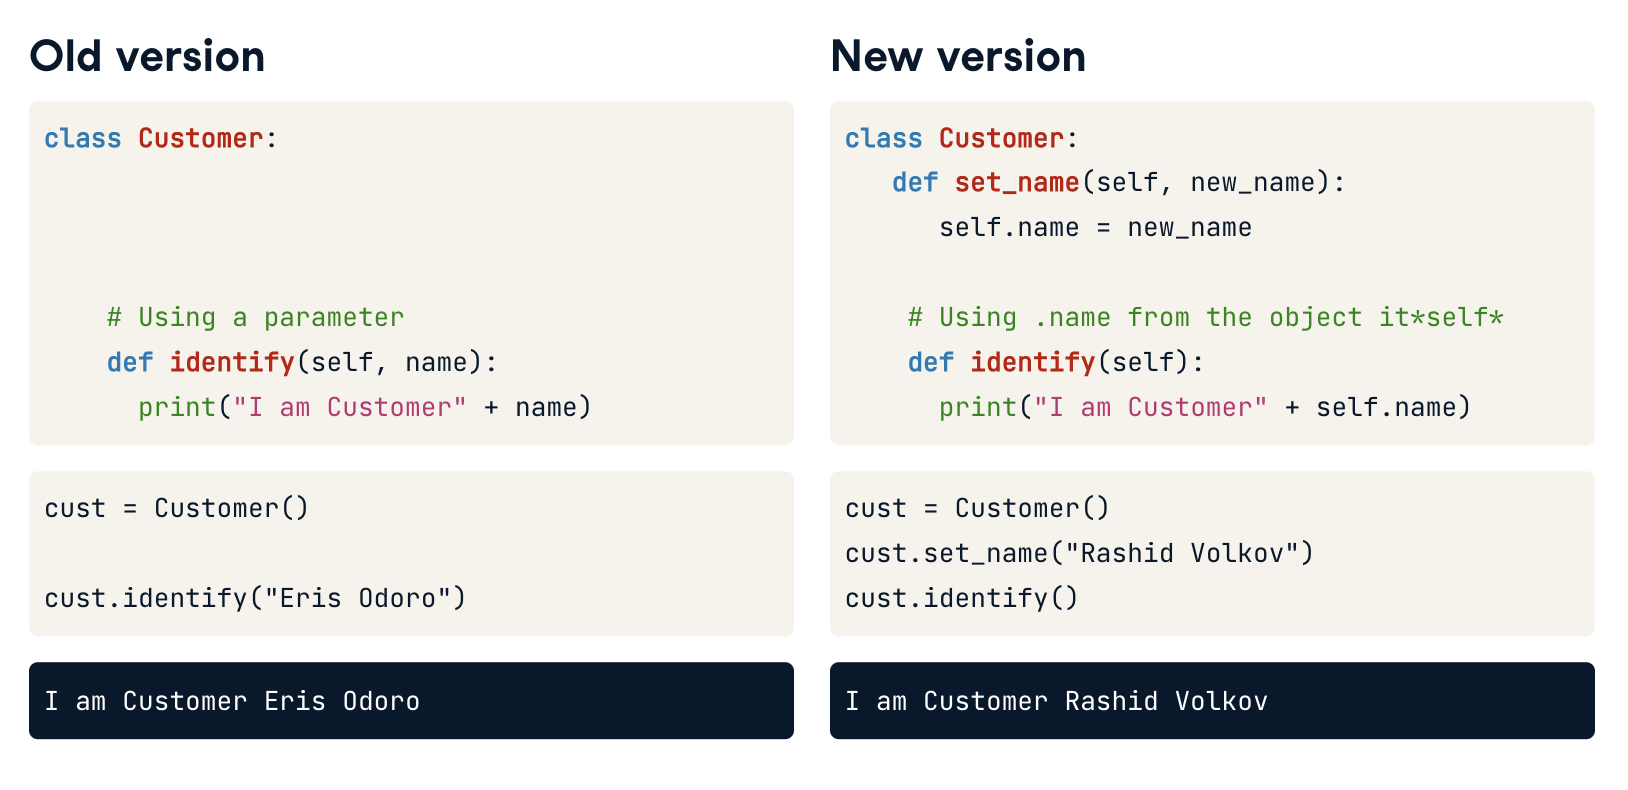 Old version
class Customer:
# Using a parameter
def identify(self, name):
print("I am Customer" + name)
cust = Customer()
cust.identify("Eris Odoro")
I am Customer Eris Odoro
New version
class Customer:
def set_name(self, new_name):
self.name = new_name
# Using .name from the object it*self*
def identify(self):
print("I am Customer" + self.name)
cust = Customer()
cust.set_name("Rashid Volkov")
cust.identify()
I am Customer Rashid Volkov